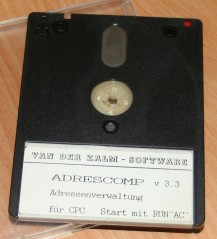 VAN DER ZALM - SOFTWARE
ADRESCOMP v 3.3
Adressenverwaltung
für CPC Start mit RUN"AC"